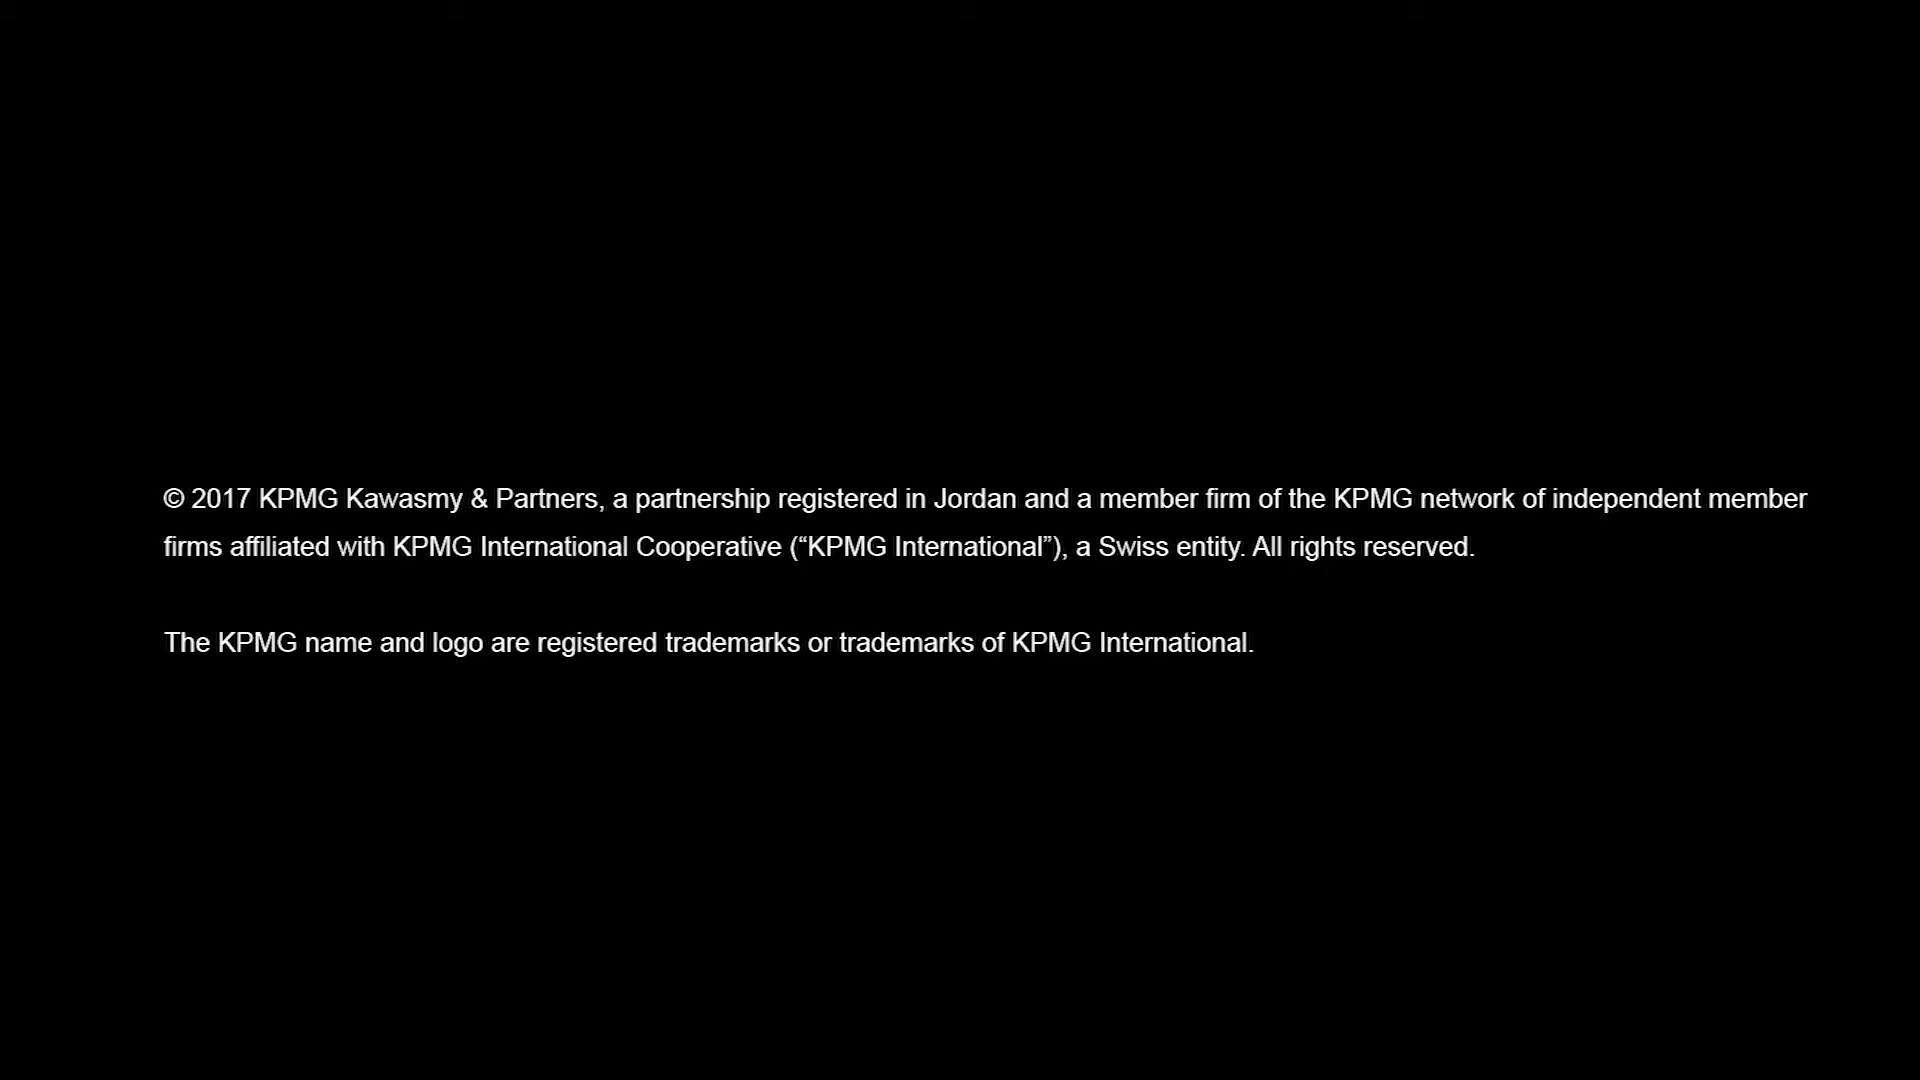 © 2017 KPMG Kawasmy & Partners, a partnership registered in Jordan and a member firm of the KPMG network of independent member
firms affiliated with KPMG International Cooperative (“KPMG International”), a Swiss entity. All rights reserved.
The KPMG name and logo are registered trademarks or trademarks of KPMG International.